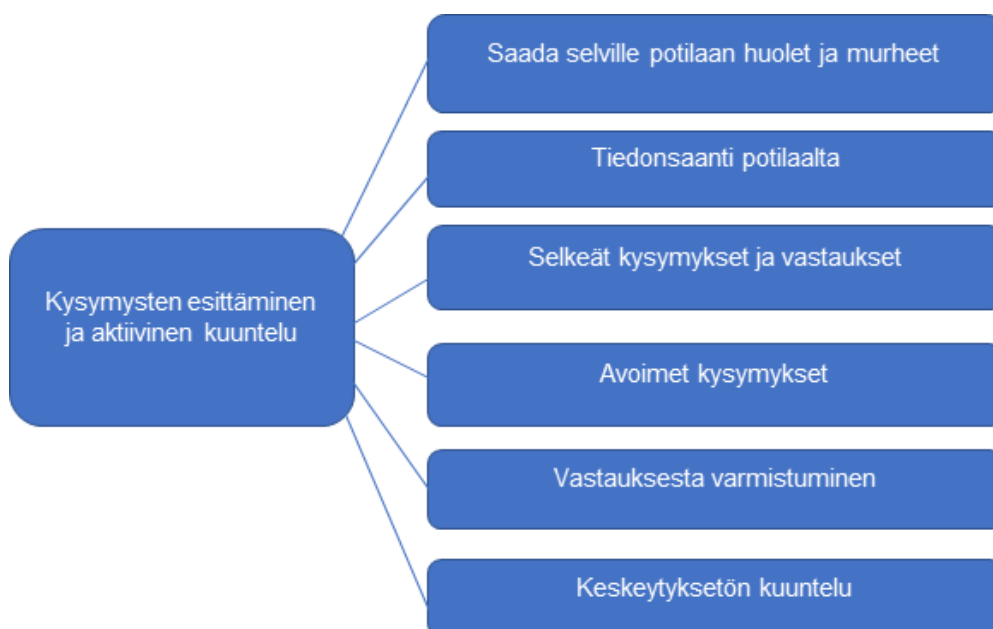 Saada selville potilaan huolet ja murheet
Tiedonsaanti potilaalta
Selkeät kysymykset ja vastaukset
Kysymysten esittäminen
ja aktiivinen kuuntelu
Avoimet kysymykset
Vastauksesta varmistuminen
Keskeytyksetön kuuntelu